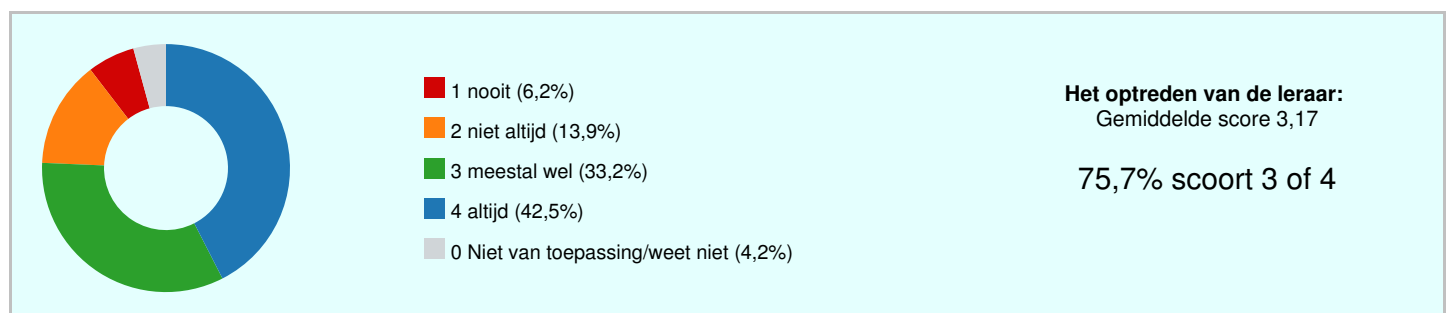 1 nooit (6,2%)
2 niet altijd (13,9%)
3 meestal wel (33,2%)
4 altijd (42,5%)
0 Niet van toepassing/weet niet (4,2%)
Het optreden van de leraar:
Gemiddelde score 3,17
75,7% scoort 3 of 4